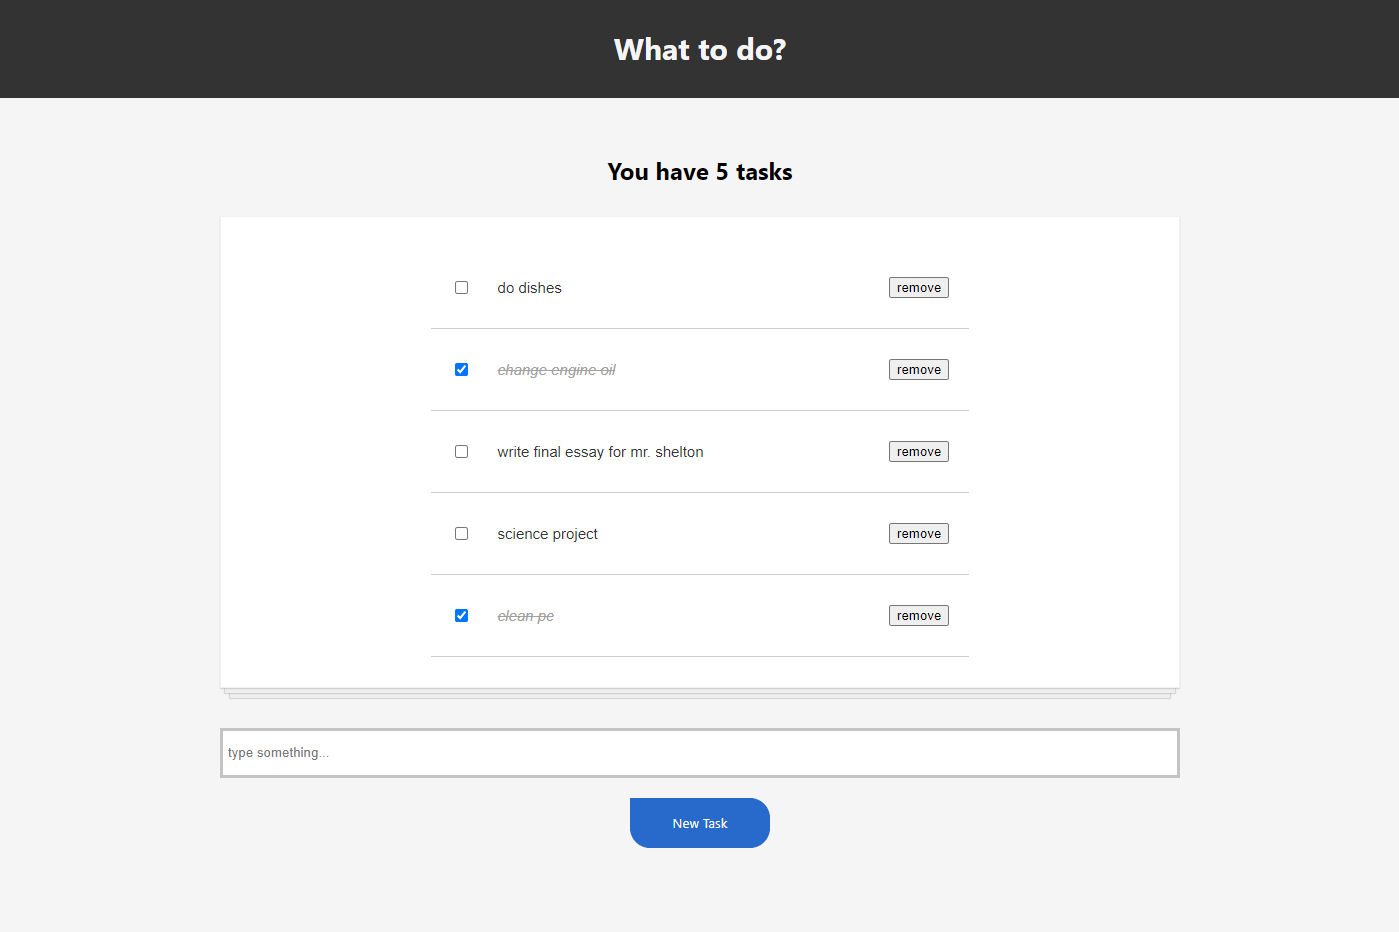 What to do?
You have 5 tasks
do dishes remove
change engine oil remove
write final essay for mr. shelton remove
science project remove
clean pc remove
type something...
New Task